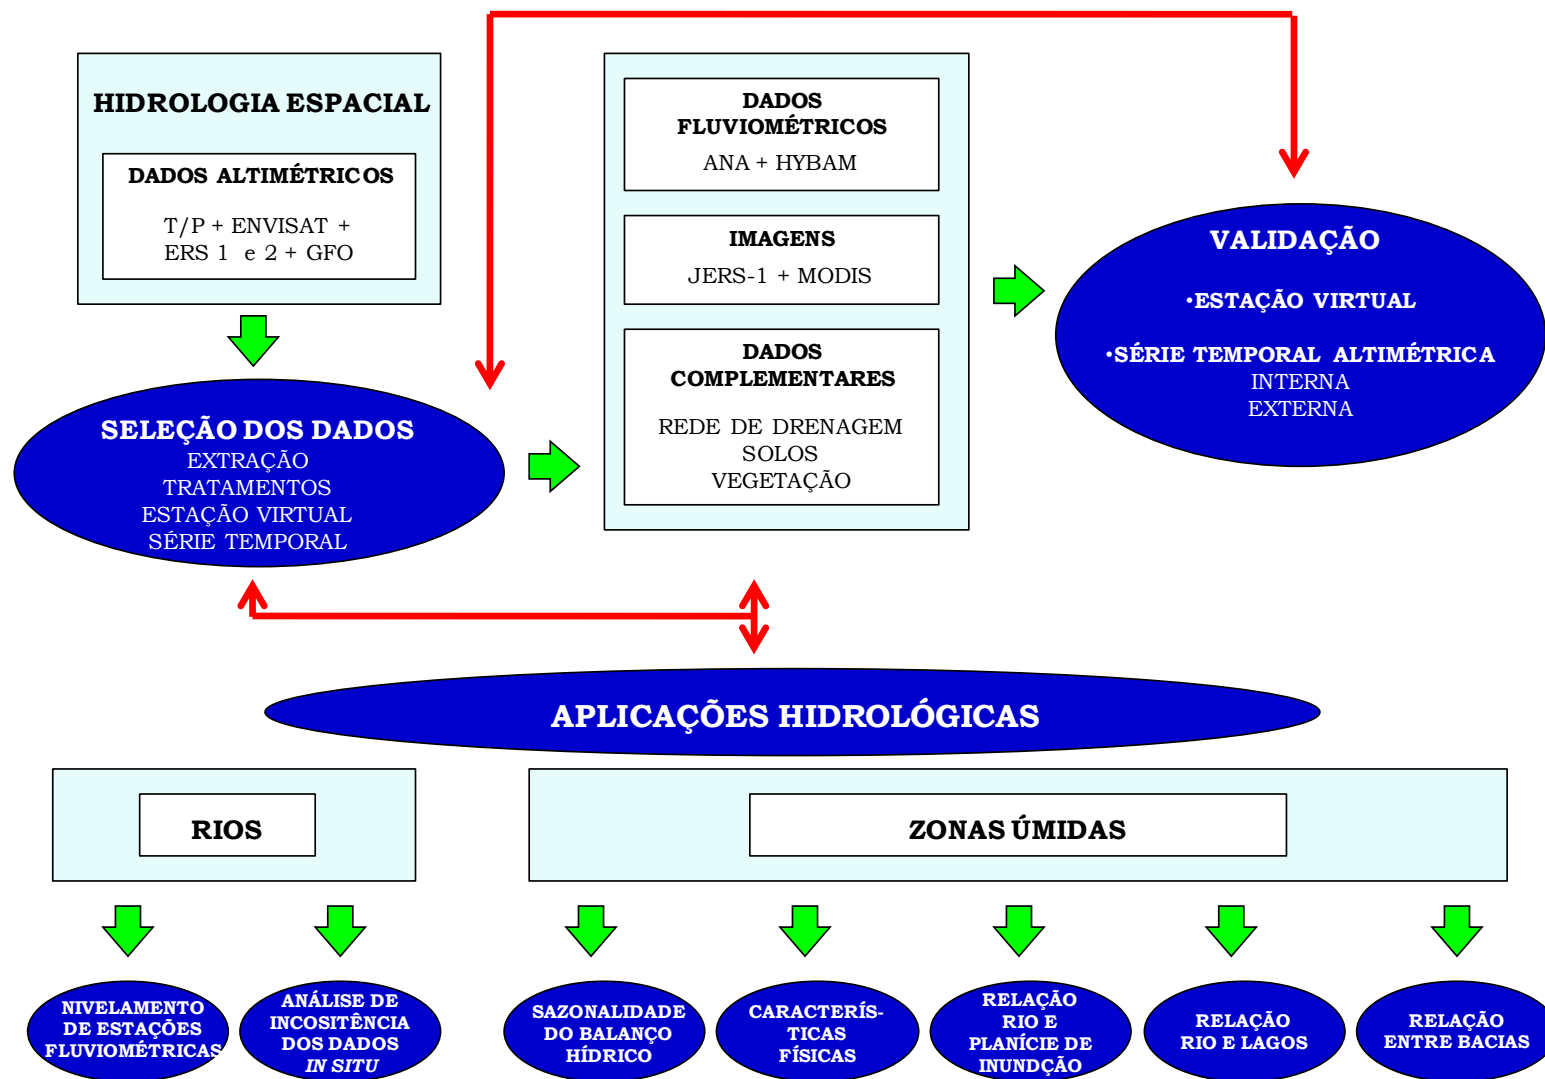 HIDROLOGIA ESPACIAL
DADOS ALTIMÉTRICOS
T/P + ENVISAT +
ERS 1 e 2 + GFO
SELEÇÃO DOS DADOS
EXTRAÇÃO
TRATAMENTOS
ESTAÇÃO VIRTUAL
SÉRIE TEMPORAL
DADOS
FLUVIOMÉTRICOS
ANA + HYBAM
IMAGENS
JERS-1 + MODIS
DADOS
COMPLEMENTARES
REDE DE DRENAGEM
SOLOS
VEGETAÇÃO
VALIDAÇÃO
•ESTAÇÃO VIRTUAL
•SÉRIE TEMPORAL ALTIMÉTRICA
INTERNA
EXTERNA
APLICAÇÕES HIDROLÓGICAS
RIOS
ZONAS ÚMIDAS
NIVELAMENTO
DE ESTAÇÕES
FLUVIOMÉTRICAS
ANÁLISE DE
INCOSITÊNCIA
DOS DADOS
IN SITU
SAZONALIDADE
DO BALANÇO
HÍDRICO
CARACTERÍS-
TICAS
FÍSICAS
RELAÇÃO
RIO E
PLANÍCIE DE
INUNDÇÃO
RELAÇÃO
RIO E LAGOS
RELAÇÃO
ENTRE BACIAS